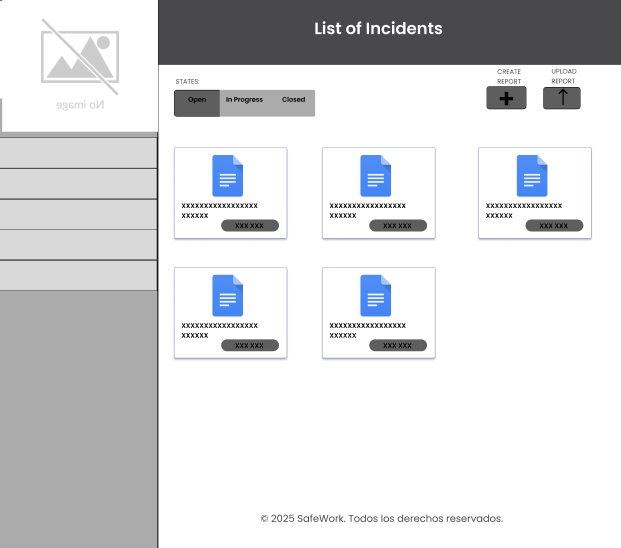 No image
List of Incidents
STATES:
Open In Progress Closed
CREATE
REPORT
UPLOAD
REPORT
XXXXXXXXXXXXXXXXX
XXXXXX
XXX XXX
XXXXXXXXXXXXXXXXX
XXXXXX
XXX XXX
XXXXXXXXXXXXXXXXX
XXXXXX
XXX XXX
XXXXXXXXXXXXXXXXX
XXXXXX
XXX XXX
XXXXXXXXXXXXXXXXX
XXXXXX
XXX XXX
© 2025 SafeWork. Todos los derechos reservados.